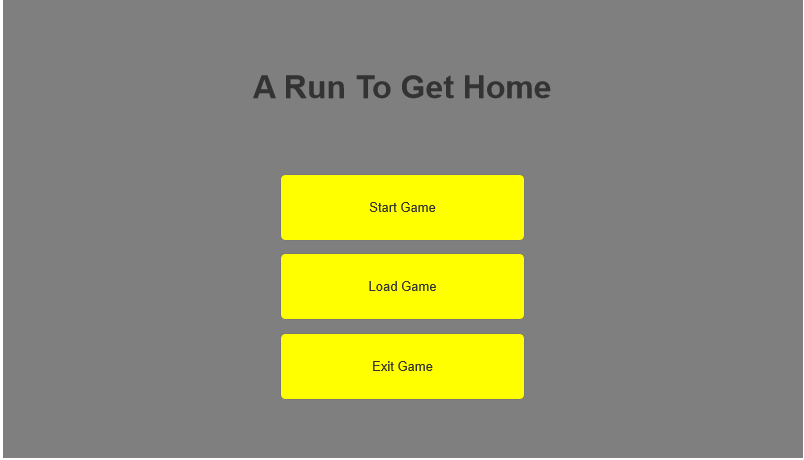 A Run To Get Home
Start Game
Load Game
Exit Game